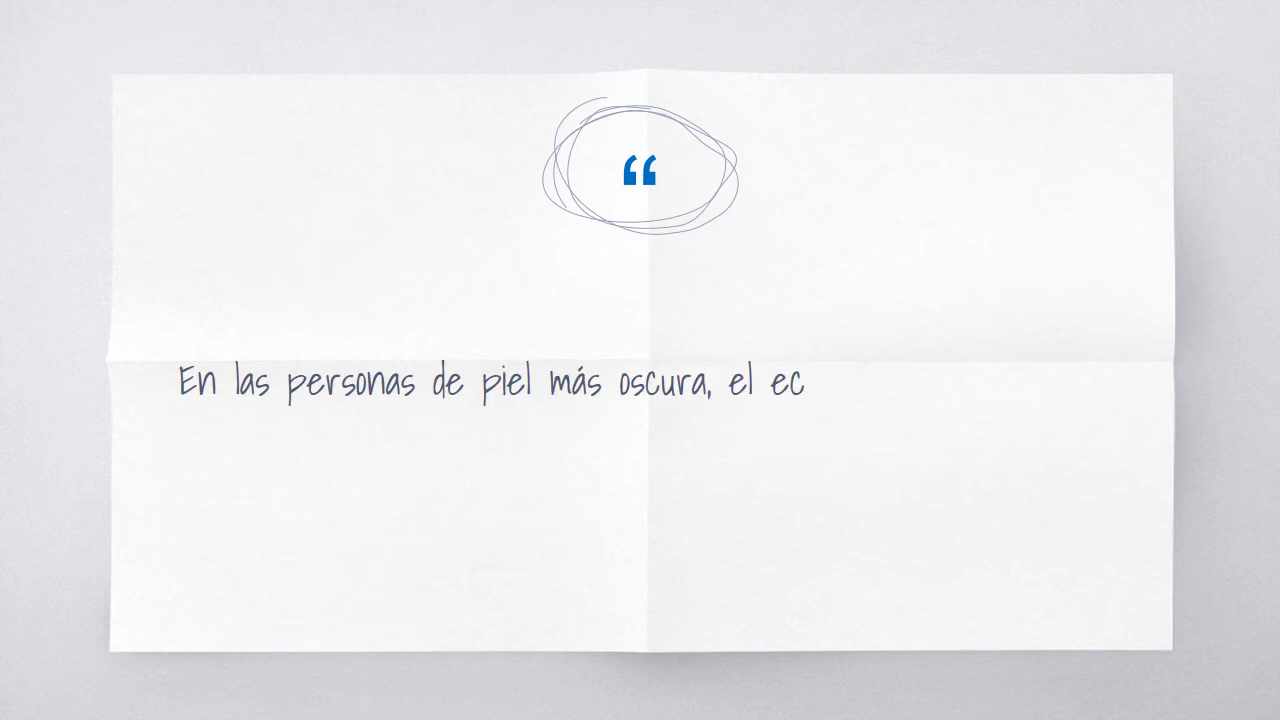 “
En las personas de piel más oscura, el ec